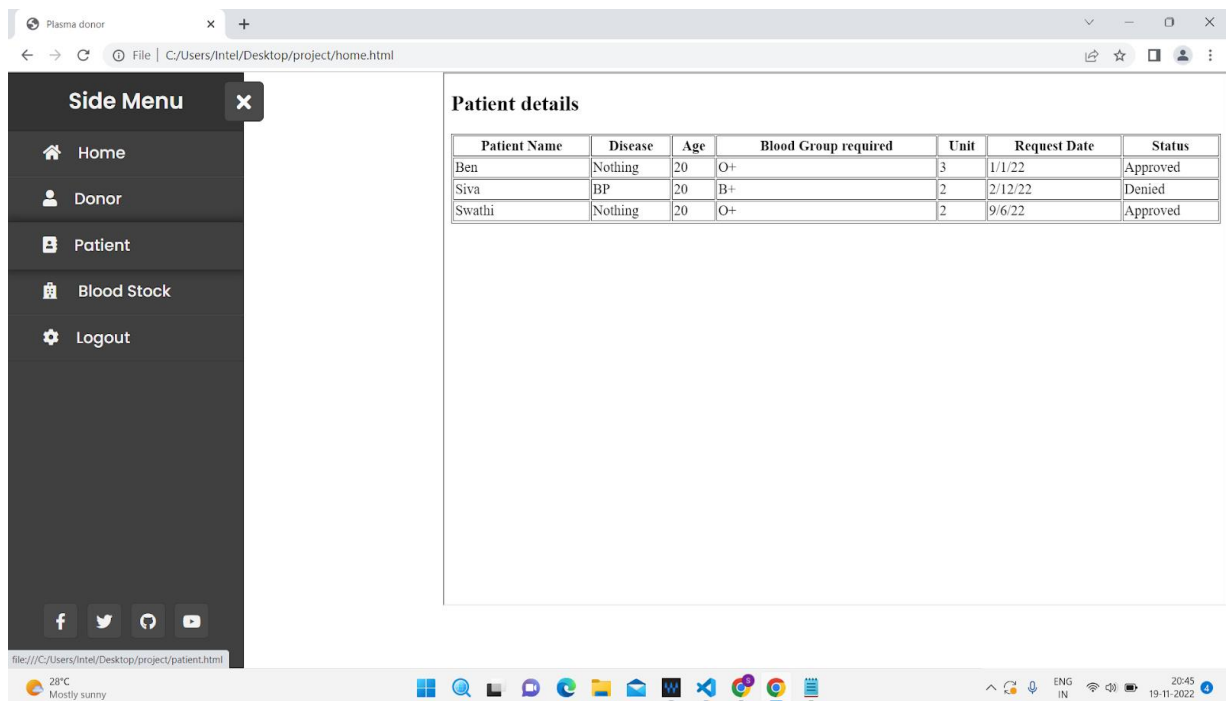 Plasma donor
File | C:/Users/Intel/Desktop/project/home.html
Side Menu
Home
Donor
Patient
Blood Stock
Logout
Patient details
Patient Name Disease Age Blood Group required Unit Request Date Status
Ben Nothing 20 O+ 3 1/1/22 Approved
Siva BP 20 B+ 2 2/12/22 Denied
Swathi Nothing 20 O+ 2 9/6/22 Approved
file:///C:/Users/Intel/Desktop/project/patient.html
28°C
Mostly sunny
ENG
IN
20:45
19-11-2022
4